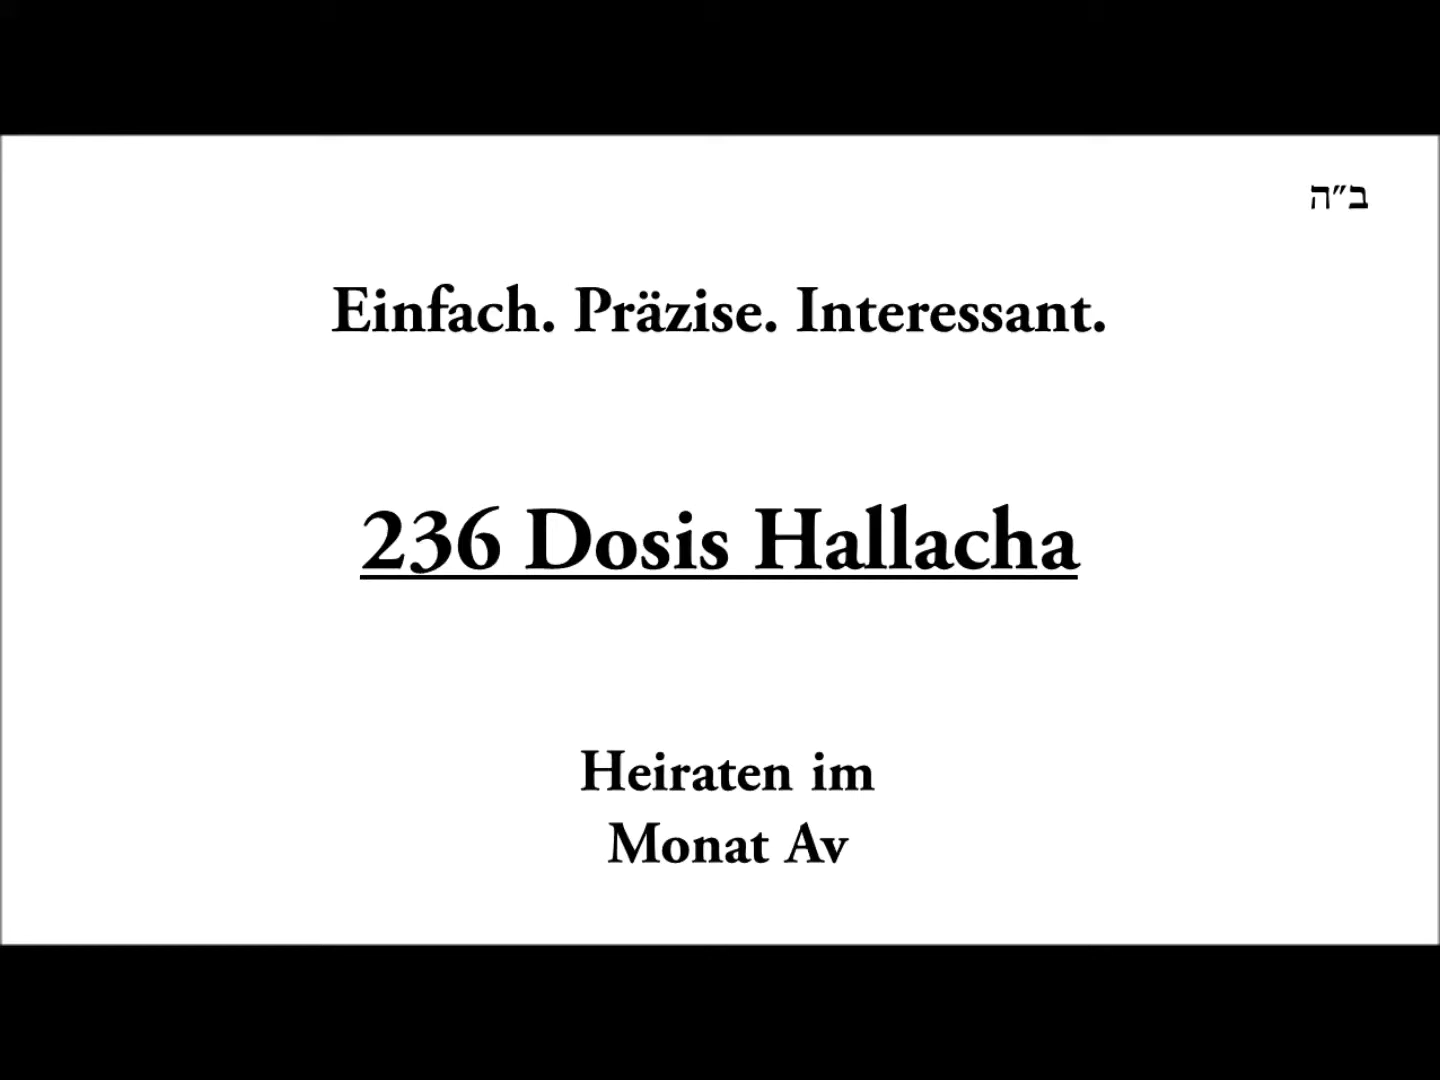 ב״ה
Einfach. Präzise. Interessant.
236 Dosis Hallacha
Heiraten im
Monat Av